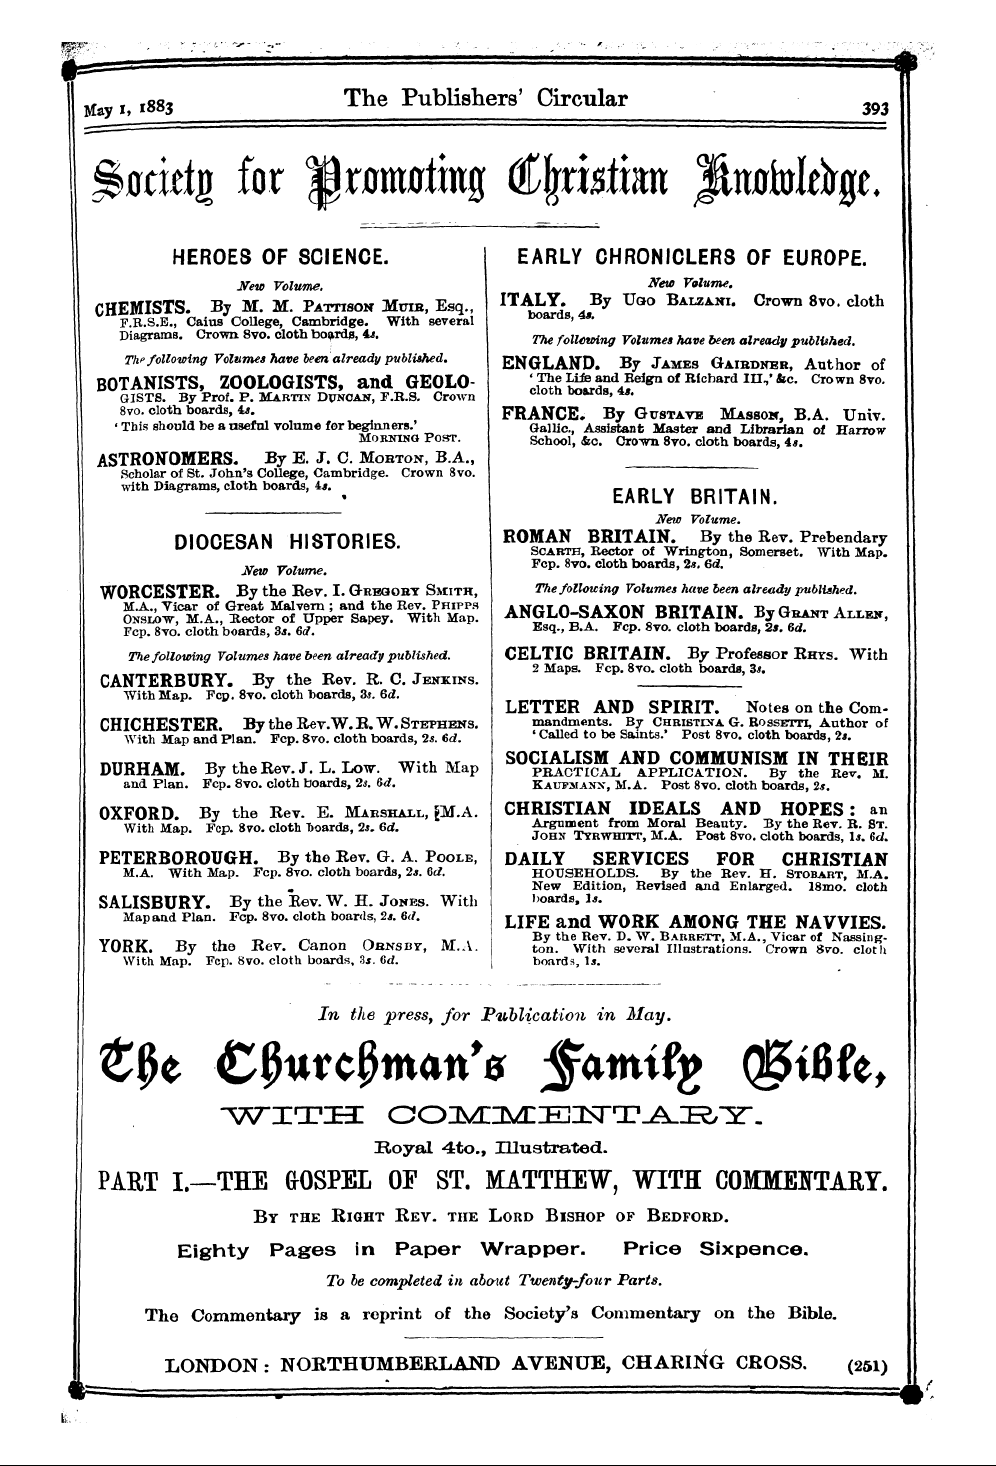 May 1, 1883
The Publishers' Circular
393
Society for Promoting Christian Knowledge.
HEROES OF SCIENCE.
New Volume.
CHEMISTS. By M. M. PATTISON MUIR, Esq.,
F.R.S.E., Caius College, Cambridge. With several
Diagrams. Crown 8vo. cloth boards, 4s.
The following Volumes have been already published.
BOTANISTS, ZOOLOGISTS, and GEOLO-
GISTS. By Prof. P. MARTIN DUNCAN, F.R.S. Crown
8vo. cloth boards, 4s.
'This should be a useful volume for beginners.'
MORNING POST.
ASTRONOMERS. By E. J. C. MORTON, B.A.,
Scholar of St. John's College, Cambridge. Crown 8vo.
with Diagrams, cloth boards, 4s.
DIOCESAN HISTORIES.
New Volume.
WORCESTER. By the Rev. I. GREGORY SMITH,
M.A., Vicar of Great Malvern; and the Rev. PHIPPS
ONSLOW, M.A., Rector of Upper Sapey. With Map.
Fcp. 8vo. cloth boards, 3s. 6d.
The following Volumes have been already published.
CANTERBURY. By the Rev. R. C. JENKINS.
With Map. Fcp. 8vo. cloth boards, 3s. 6d.
CHICHESTER. By the Rev. W. R. W. STEPHENS.
With Map and Plan. Fcp. 8vo. cloth boards, 2s. 6d.
DURHAM. By the Rev. J. L. LOW. With Map
and Plan. Fcp. 8vo. cloth boards, 2s. 6d.
OXFORD. By the Rev. E. MARSHALL, M.A.
With Map. Fcp. 8vo. cloth boards, 2s. 6d.
PETERBOROUGH. By the Rev. G. A. POOLE,
M.A. With Map. Fcp. 8vo. cloth boards, 2s. 6d.
SALISBURY. By the Rev. W. H. JONES. With
Map and Plan. Fcp. 8vo. cloth boards, 2s. 6d.
YORK. By the Rev. Canon ORNSBY, M.A.
With Map. Fcp. 8vo. cloth boards, 3s. 6d.
EARLY CHRONICLERS OF EUROPE.
New Volume.
ITALY. By UGO BALZANI. Crown 8vo. cloth
boards, 4s.
The following Volumes have been already published.
ENGLAND. By JAMES GAIRDNER, Author of
'The Life and Reign of Richard III.,' &c. Crown 8vo.
cloth boards, 4s.
FRANCE. By GUSTAVE MASSON, B.A. Univ.
Gallic., Assistant Master and Librarian of Harrow
School, &c. Crown 8vo. cloth boards, 4s.
EARLY BRITAIN.
New Volume.
ROMAN BRITAIN. By the Rev. Prebendary
SCARTH, Rector of Wrington, Somerset. With Map.
Fcp. 8vo. cloth boards, 2s. 6d.
The following Volumes have been already published.
ANGLO-SAXON BRITAIN. By GRANT ALLEN,
Esq., B.A. Fcp. 8vo. cloth boards, 2s. 6d.
CELTIC BRITAIN. By Professor RHYS. With
2 Maps. Fcp. 8vo. cloth boards, 3s.
LETTER AND SPIRIT. Notes on the Com-
mandments. By CHRISTINA G. ROSSETTI, Author of
'Called to be Saints.' Post 8vo. cloth boards, 2s.
SOCIALISM AND COMMUNISM IN THEIR
PRACTICAL APPLICATION. By the Rev. M.
KAUFMANN, M.A. Post 8vo. cloth boards, 2s.
CHRISTIAN IDEALS AND HOPES: an
Argument from Moral Beauty. By the Rev. R. ST.
JOHN TYRWHITT, M.A. Post 8vo. cloth boards, 1s. 6d.
DAILY SERVICES FOR CHRISTIAN
HOUSEHOLDS. By the Rev. H. STOBART, M.A.
New Edition, Revised and Enlarged. 18mo. cloth
boards, 1s.
LIFE and WORK AMONG THE NAVVIES.
By the Rev. D. W. BARRETT, M.A., Vicar of Nassing-
ton. With several Illustrations. Crown 8vo. cloth
boards, 1s.
In the press, for Publication in May.
The Churchman's Family Bible,
WITH COMMENTARY.
Royal 4to., Illustrated.
PART I.—THE GOSPEL OF ST. MATTHEW, WITH COMMENTARY.
BY THE RIGHT REV. THE LORD BISHOP OF BEDFORD.
Eighty Pages in Paper Wrapper. Price Sixpence.
To be completed in about Twenty-four Parts.
The Commentary is a reprint of the Society's Commentary on the Bible.
LONDON: NORTHUMBERLAND AVENUE, CHARING CROSS. (251)